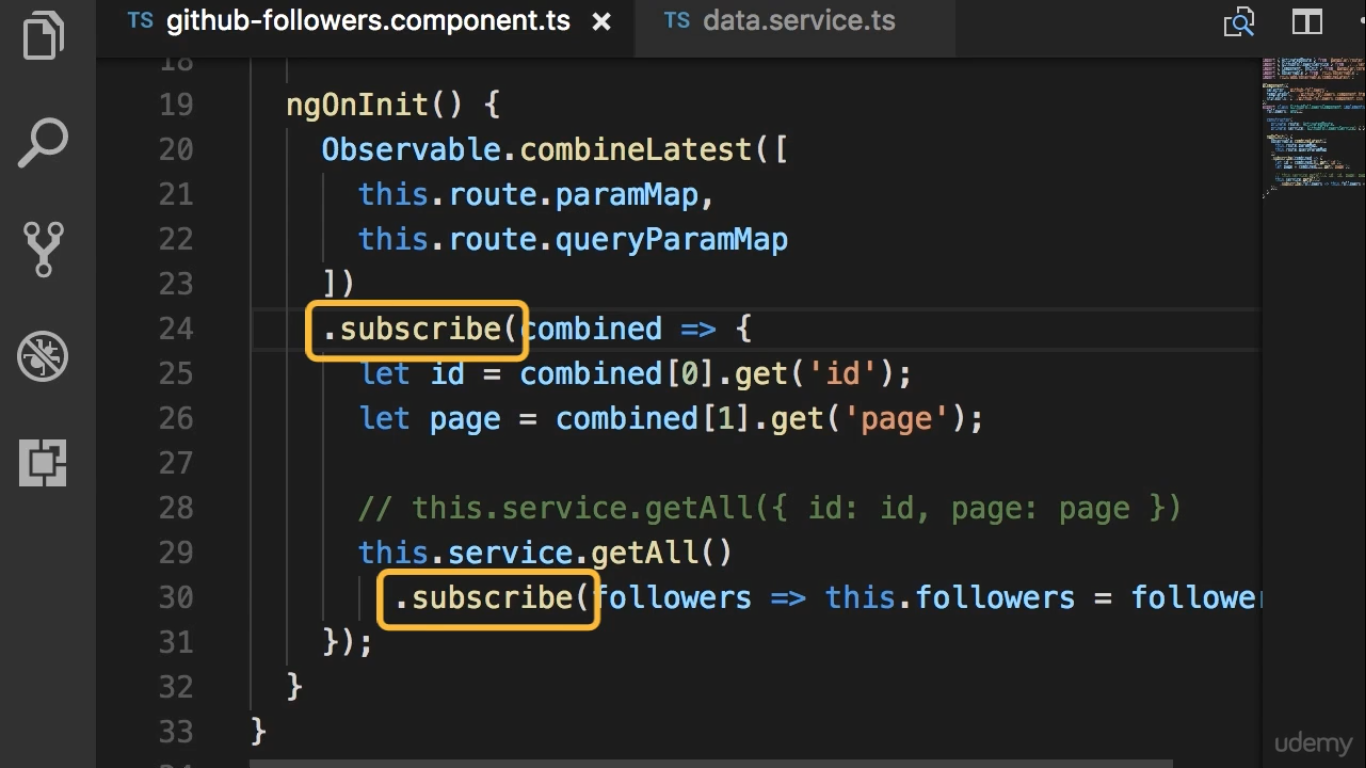 TS github-followers.component.ts × TS data.service.ts
18
19 ngOnInit() {
20 Observable.combineLatest([
21 this.route.paramMap,
22 this.route.queryParamMap
23 ])
24 .subscribe(combined => {
25 let id = combined[0].get('id');
26 let page = combined[1].get('page');
27
28 // this.service.getAll({ id: id, page: page })
29 this.service.getAll()
30 .subscribe(followers => this.followers = followe
31 });
32 }
33 }
udemy